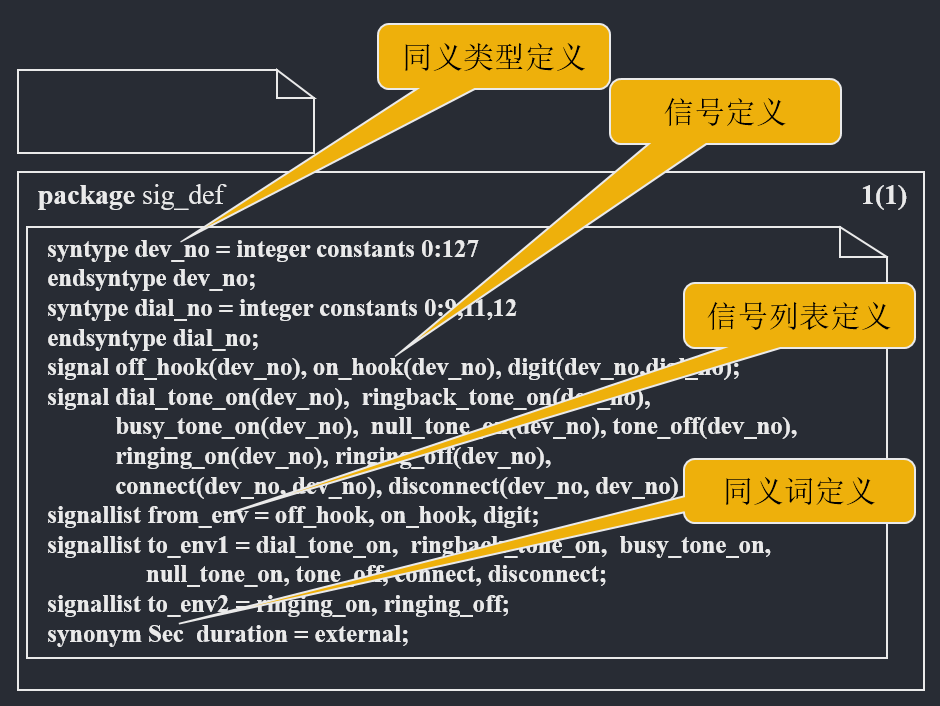 同义类型定义
信号定义
package sig_def 1(1)
syntype dev_no = integer constants 0:127
endsyntype dev_no;
syntype dial_no = integer constants 0:9,11,12
endsyntype dial_no;
信号列表定义
signal off_hook(dev_no), on_hook(dev_no), digit(dev_no,dial_no);
signal dial_tone_on(dev_no), ringback_tone_on(dev_no),
busy_tone_on(dev_no), null_tone_on(dev_no), tone_off(dev_no),
ringing_on(dev_no), ringing_off(dev_no),
connect(dev_no, dev_no), disconnect(dev_no, dev_no)
同义词定义
signallist from_env = off_hook, on_hook, digit;
signallist to_env1 = dial_tone_on, ringback_tone_on, busy_tone_on,
null_tone_on, tone_off, connect, disconnect;
signallist to_env2 = ringing_on, ringing_off;
synonym Sec duration = external;